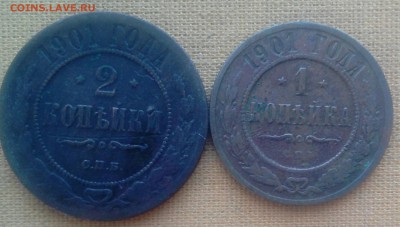 COINS.LAVE.RU
1901 ГОДА
2
КОПѢЙКИ
С.П.Б.
1901 ГОДА
1
КОПѢЙКА